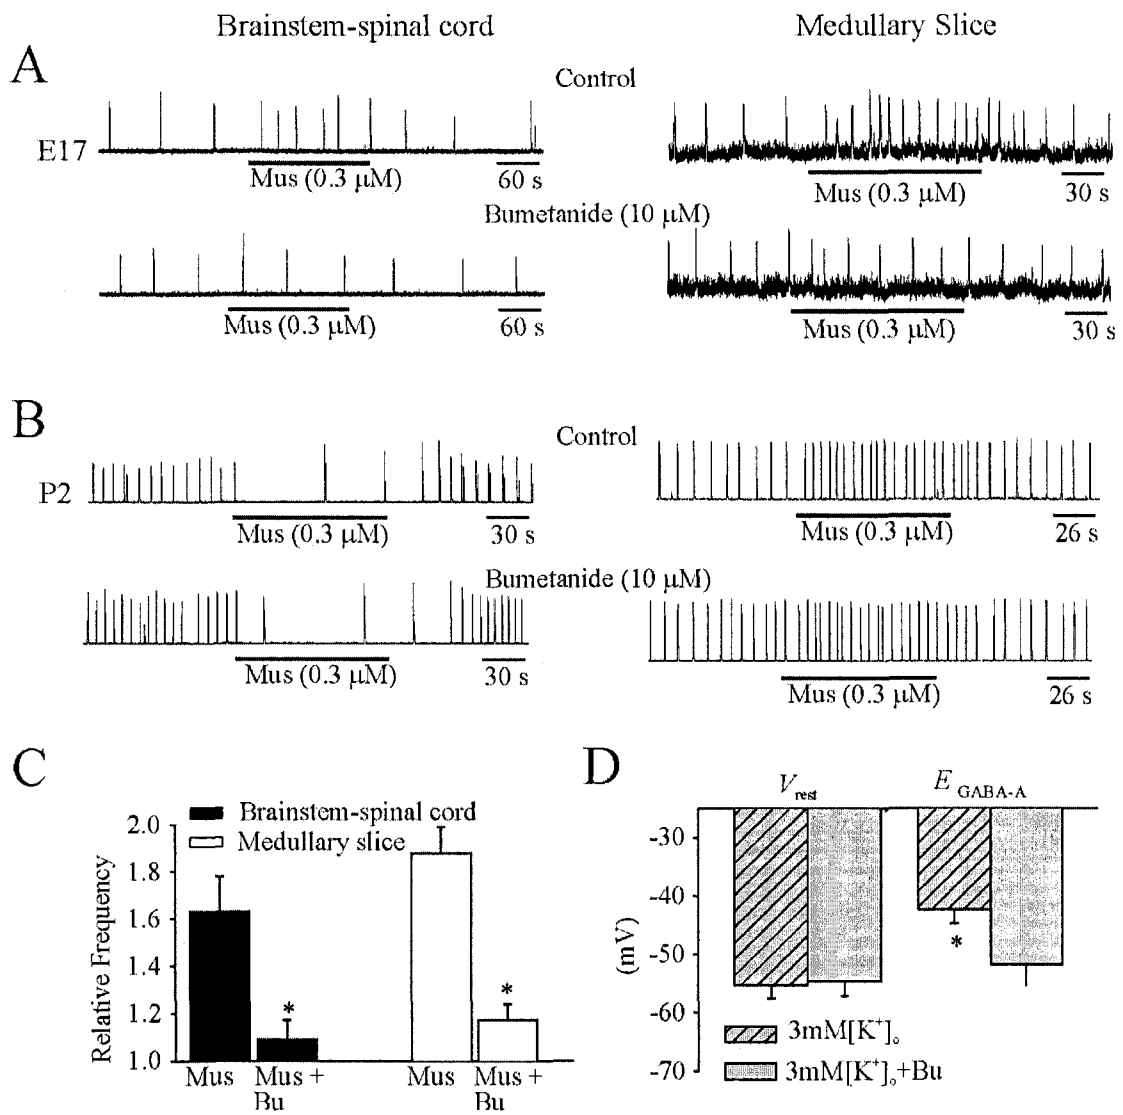 Brainstem-spinal cord
Medullary Slice
A
Control
E17
Mus (0.3 µM)
60 s
Mus (0.3 µM)
30 s
Bumetanide (10 µM)
Mus (0.3 µM)
60 s
Mus (0.3 µM)
30 s
B
Control
P2
Mus (0.3 µM)
30 s
Mus (0.3 µM)
26 s
Bumetanide (10 µM)
Mus (0.3 µM)
30 s
Mus (0.3 µM)
26 s
C
Brainstem-spinal cord
Medullary slice
Relative Frequency
2.0
1.8
1.6
1.4
1.2
1.0
*
*
Mus
Mus +
Bu
Mus
Mus +
Bu
D
Vrest
E GABA-A
(mV)
-30
-40
-50
-60
-70
*
3mM[K⁺]ₒ
3mM[K⁺]ₒ+Bu